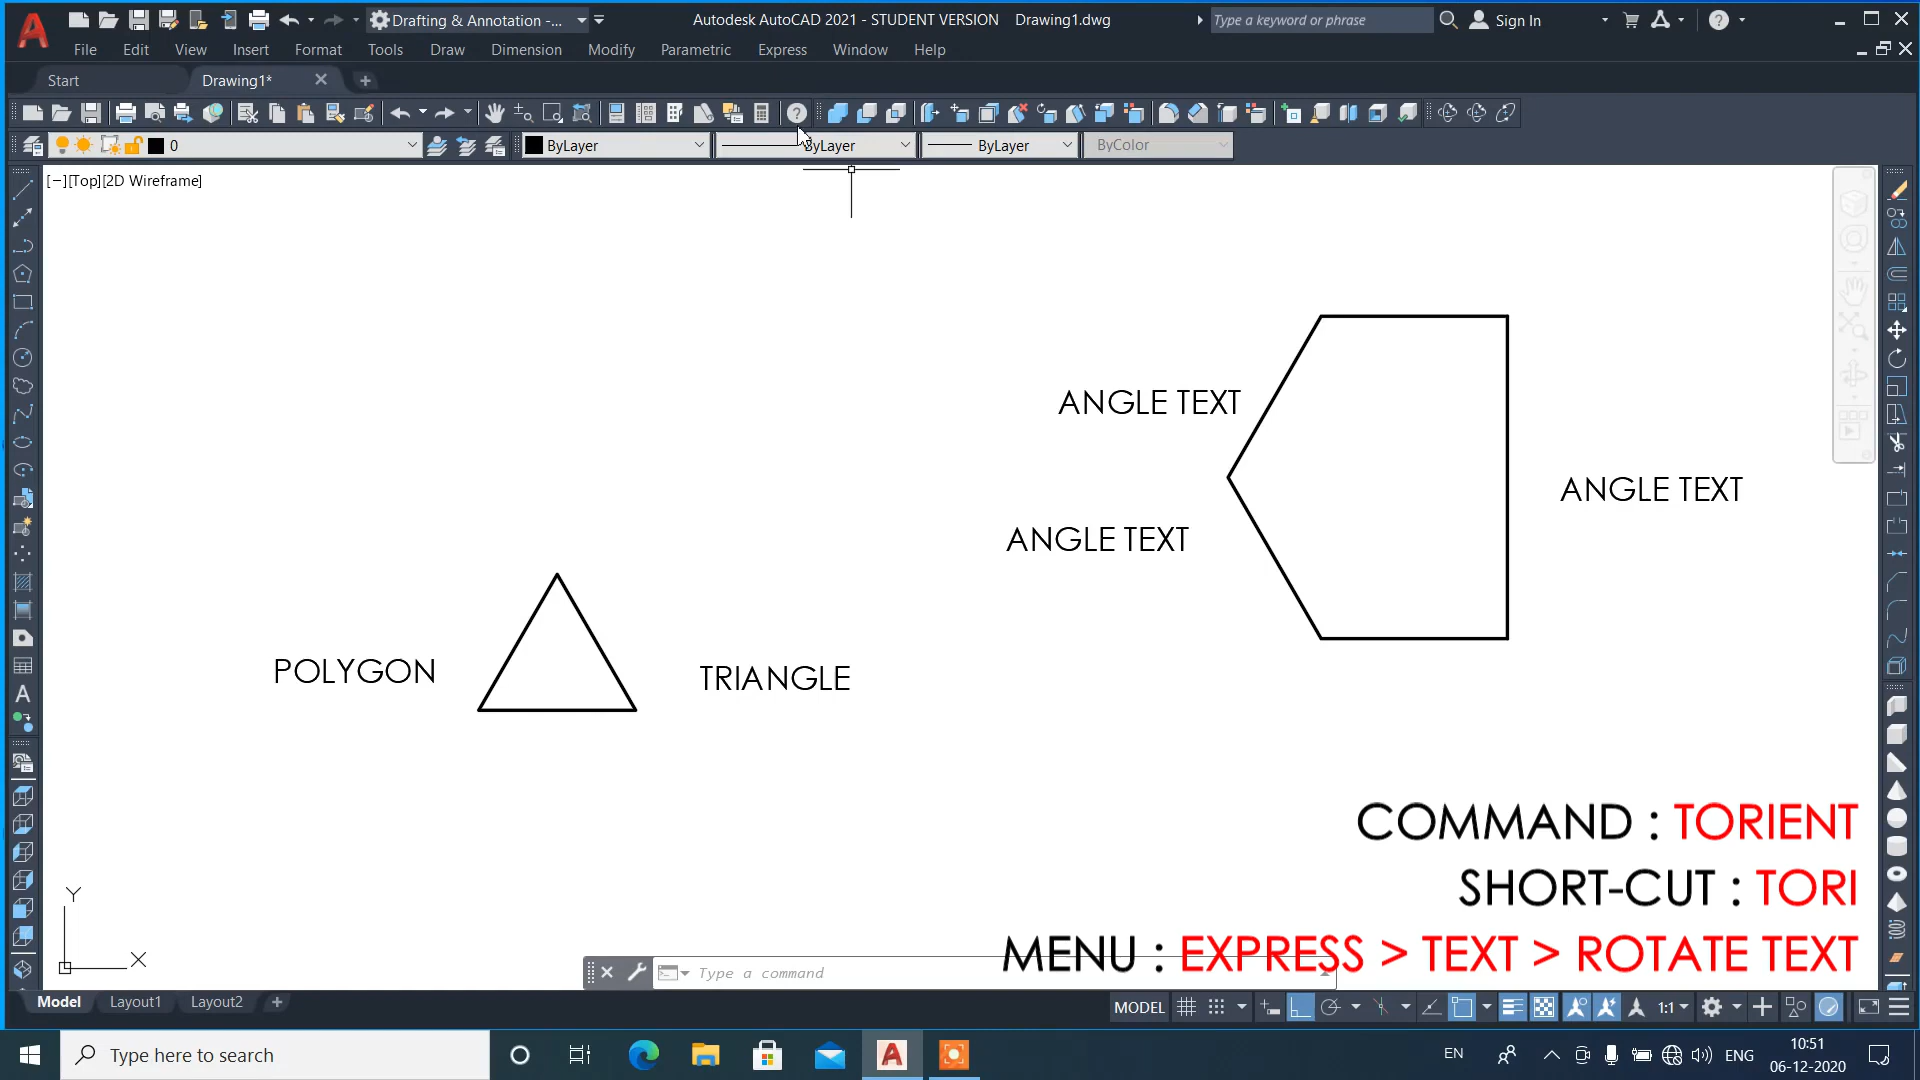 Drafting & Annotation -...
Autodesk AutoCAD 2021 - STUDENT VERSION Drawing1.dwg
Type a keyword or phrase
Sign In
File Edit View Insert Format Tools Draw Dimension Modify Parametric Express Window Help
Start Drawing1*
0 ByLayer ByLayer ByLayer ByColor
[−][Top][2D Wireframe]
ANGLE TEXT
ANGLE TEXT
ANGLE TEXT
POLYGON
TRIANGLE
COMMAND : TORIENT
SHORT-CUT : TORI
MENU : EXPRESS > TEXT > ROTATE TEXT
Y
X
Type a command
Model Layout1 Layout2
MODEL 1:1
Type here to search
EN
ENG
10:51
06-12-2020